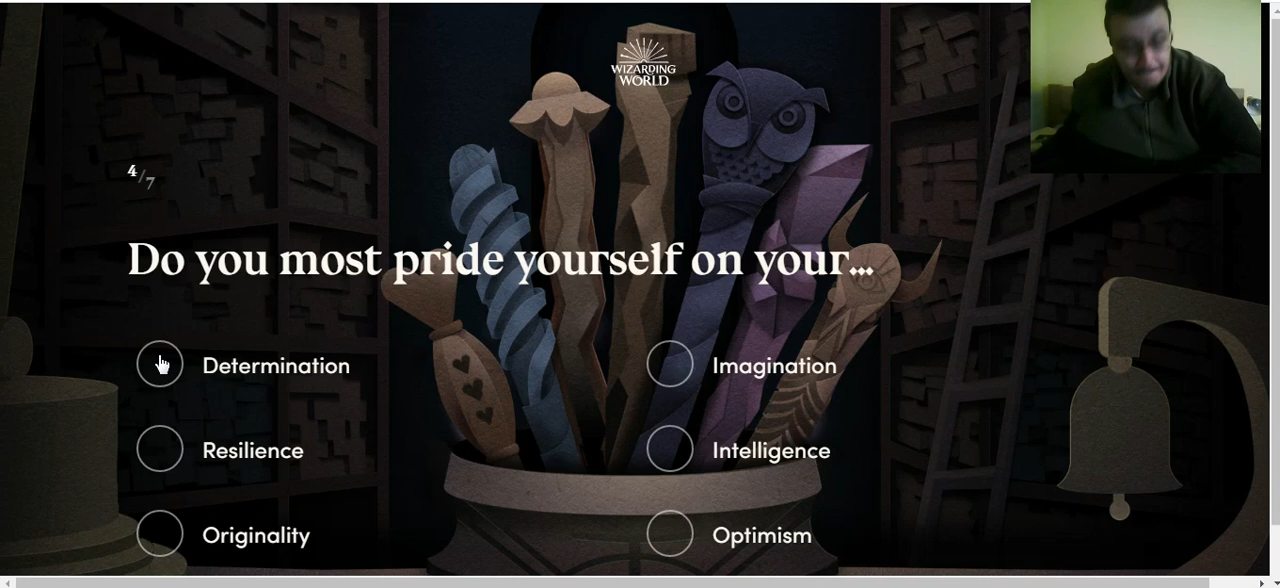 WIZARDING
WORLD
4/7
Do you most pride yourself on your...
Determination
Imagination
Resilience
Intelligence
Originality
Optimism